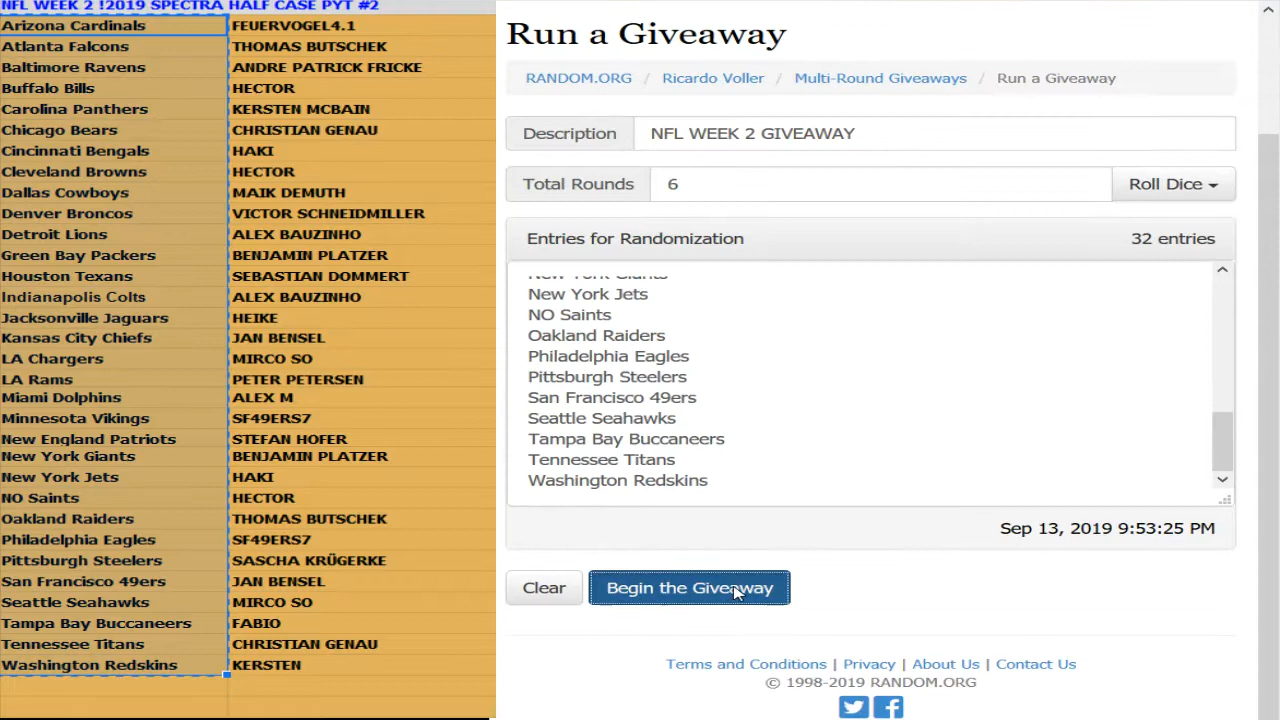 NFL WEEK 2 !2019 SPECTRA HALF CASE PYT #2
Arizona Cardinals FEUERVOGEL4.1
Atlanta Falcons THOMAS BUTSCHEK
Baltimore Ravens ANDRE PATRICK FRICKE
Buffalo Bills HECTOR
Carolina Panthers KERSTEN MCBAIN
Chicago Bears CHRISTIAN GENAU
Cincinnati Bengals HAKI
Cleveland Browns HECTOR
Dallas Cowboys MAIK DEMUTH
Denver Broncos VICTOR SCHNEIDMILLER
Detroit Lions ALEX BAUZINHO
Green Bay Packers BENJAMIN PLATZER
Houston Texans SEBASTIAN DOMMERT
Indianapolis Colts ALEX BAUZINHO
Jacksonville Jaguars HEIKE
Kansas City Chiefs JAN BENSEL
LA Chargers MIRCO SO
LA Rams PETER PETERSEN
Miami Dolphins ALEX M
Minnesota Vikings SF49ERS7
New England Patriots STEFAN HOFER
New York Giants BENJAMIN PLATZER
New York Jets HAKI
NO Saints HECTOR
Oakland Raiders THOMAS BUTSCHEK
Philadelphia Eagles SF49ERS7
Pittsburgh Steelers SASCHA KRÜGERKE
San Francisco 49ers JAN BENSEL
Seattle Seahawks MIRCO SO
Tampa Bay Buccaneers FABIO
Tennessee Titans CHRISTIAN GENAU
Washington Redskins KERSTEN
Run a Giveaway
RANDOM.ORG / Ricardo Voller / Multi-Round Giveaways / Run a Giveaway
Description NFL WEEK 2 GIVEAWAY
Total Rounds 6 Roll Dice
Entries for Randomization 32 entries
New York Giants
New York Jets
NO Saints
Oakland Raiders
Philadelphia Eagles
Pittsburgh Steelers
San Francisco 49ers
Seattle Seahawks
Tampa Bay Buccaneers
Tennessee Titans
Washington Redskins
Sep 13, 2019 9:53:25 PM
Clear Begin the Giveaway
Terms and Conditions | Privacy | About Us | Contact Us
© 1998-2019 RANDOM.ORG